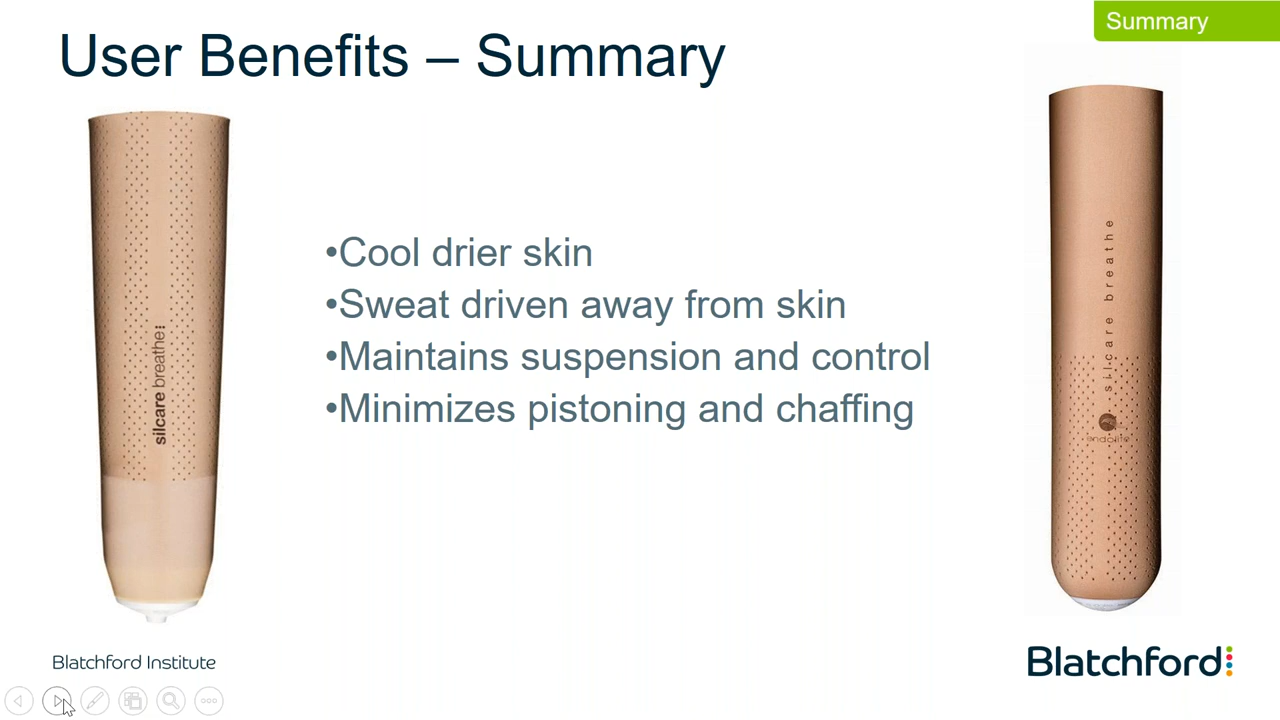 Summary
User Benefits – Summary
•Cool drier skin
•Sweat driven away from skin
•Maintains suspension and control
•Minimizes pistoning and chaffing
silcare breathe
silcare breathe
endolite
Blatchford Institute
Blatchford